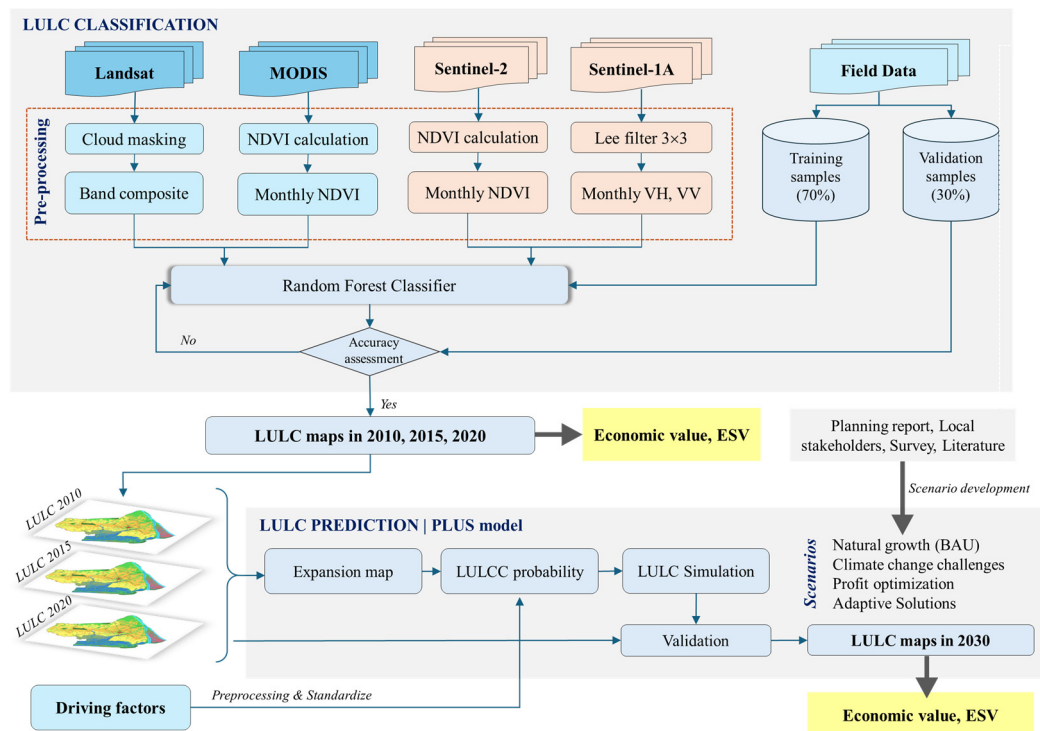 LULC CLASSIFICATION
Landsat
MODIS
Sentinel-2
Sentinel-1A
Field Data
Pre-processing
Cloud masking
NDVI calculation
NDVI calculation
Lee filter 3×3
Band composite
Monthly NDVI
Monthly NDVI
Monthly VH, VV
Training
samples
(70%)
Validation
samples
(30%)
Random Forest Classifier
No
Accuracy
assessment
Yes
LULC maps in 2010, 2015, 2020
Economic value, ESV
Planning report, Local
stakeholders, Survey, Literature
Scenario development
LULC 2010
LULC 2015
LULC 2020
LULC PREDICTION | PLUS model
Expansion map
LULCC probability
LULC Simulation
Scenarios
Natural growth (BAU)
Climate change challenges
Profit optimization
Adaptive Solutions
Validation
LULC maps in 2030
Driving factors
Preprocessing & Standardize
Economic value, ESV